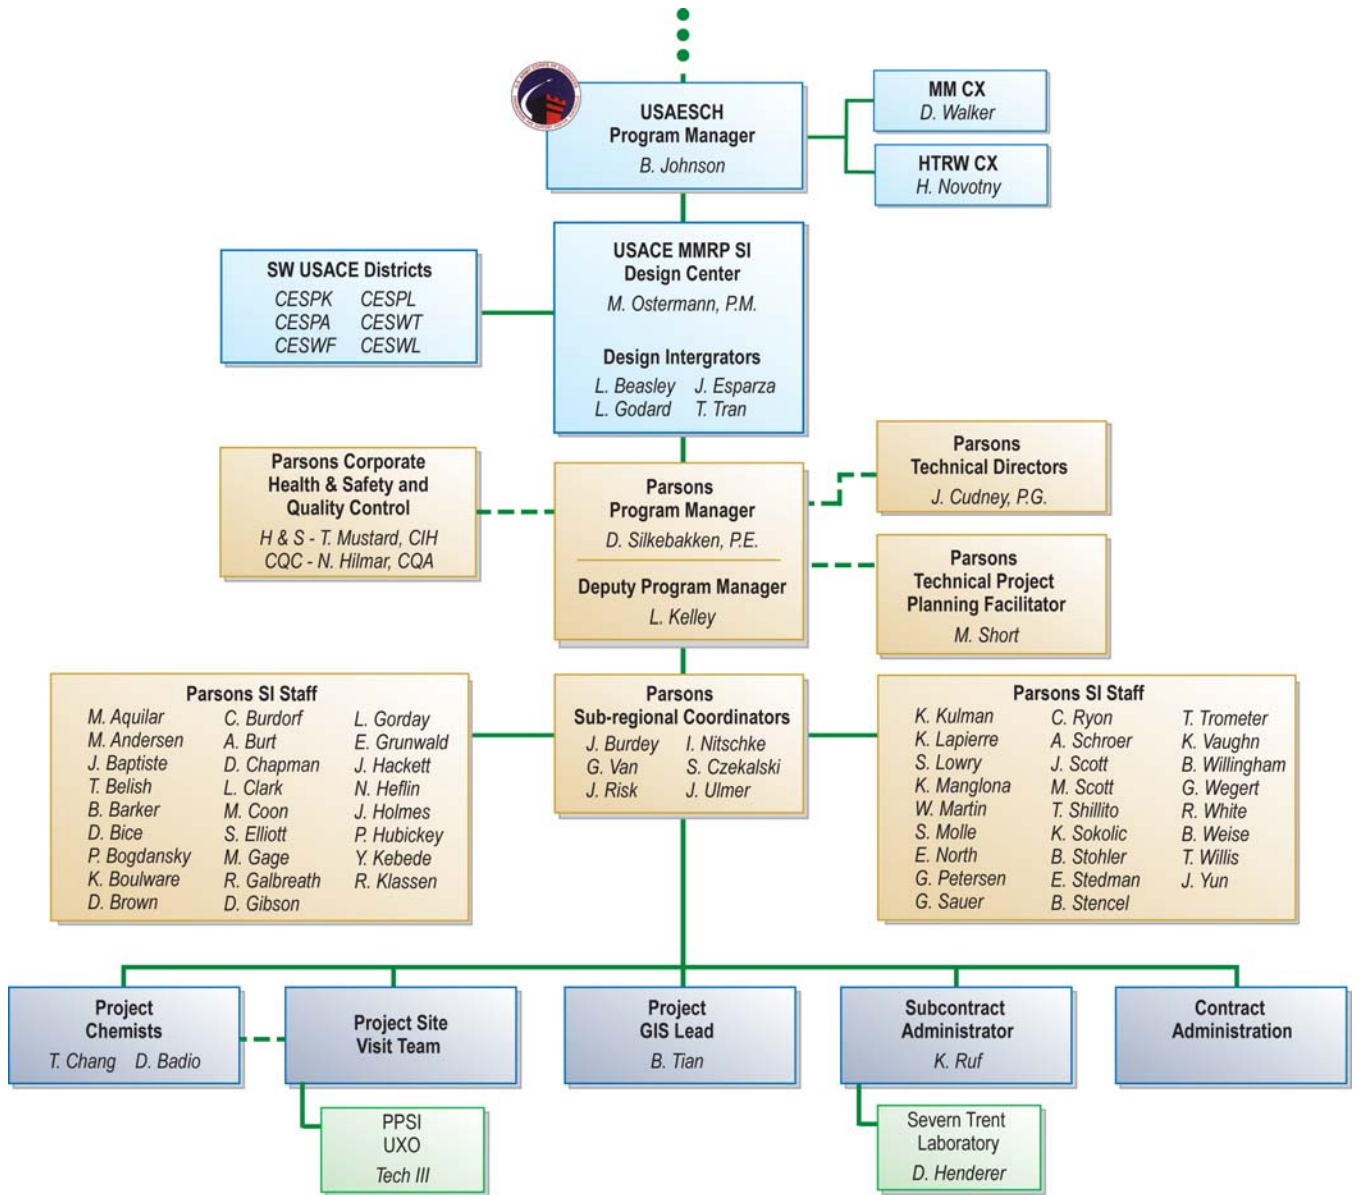 USAESCH
Program Manager
B. Johnson
MM CX
D. Walker
HTRW CX
H. Novotny
SW USACE Districts
CESPK CESPL
CESPA CESWT
CESWF CESWL
USACE MMRP SI
Design Center
M. Ostermann, P.M.
Design Intergrators
L. Beasley J. Esparza
L. Godard T. Tran
Parsons Corporate
Health & Safety and
Quality Control
H & S - T. Mustard, CIH
CQC - N. Hilmar, CQA
Parsons
Program Manager
D. Silkebakken, P.E.
Deputy Program Manager
L. Kelley
Parsons
Technical Directors
J. Cudney, P.G.
Parsons
Technical Project
Planning Facilitator
M. Short
Parsons SI Staff
M. Aquilar C. Burdorf L. Gorday
M. Andersen A. Burt E. Grunwald
J. Baptiste D. Chapman J. Hackett
T. Belish L. Clark N. Heflin
B. Barker M. Coon J. Holmes
D. Bice S. Elliott P. Hubickey
P. Bogdansky M. Gage Y. Kebede
K. Boulware R. Galbreath R. Klassen
D. Brown D. Gibson
Parsons
Sub-regional Coordinators
J. Burdey I. Nitschke
G. Van S. Czekalski
J. Risk J. Ulmer
Parsons SI Staff
K. Kulman C. Ryon T. Trometer
K. Lapierre A. Schroer K. Vaughn
S. Lowry J. Scott B. Willingham
K. Manglona M. Scott G. Wegert
W. Martin T. Shillito R. White
S. Molle K. Sokolic B. Weise
E. North B. Stohler T. Willis
G. Petersen E. Stedman J. Yun
G. Sauer B. Stencel
Project
Chemists
T. Chang D. Badio
Project Site
Visit Team
Project
GIS Lead
B. Tian
Subcontract
Administrator
K. Ruf
Contract
Administration
PPSI
UXO
Tech III
Severn Trent
Laboratory
D. Henderer